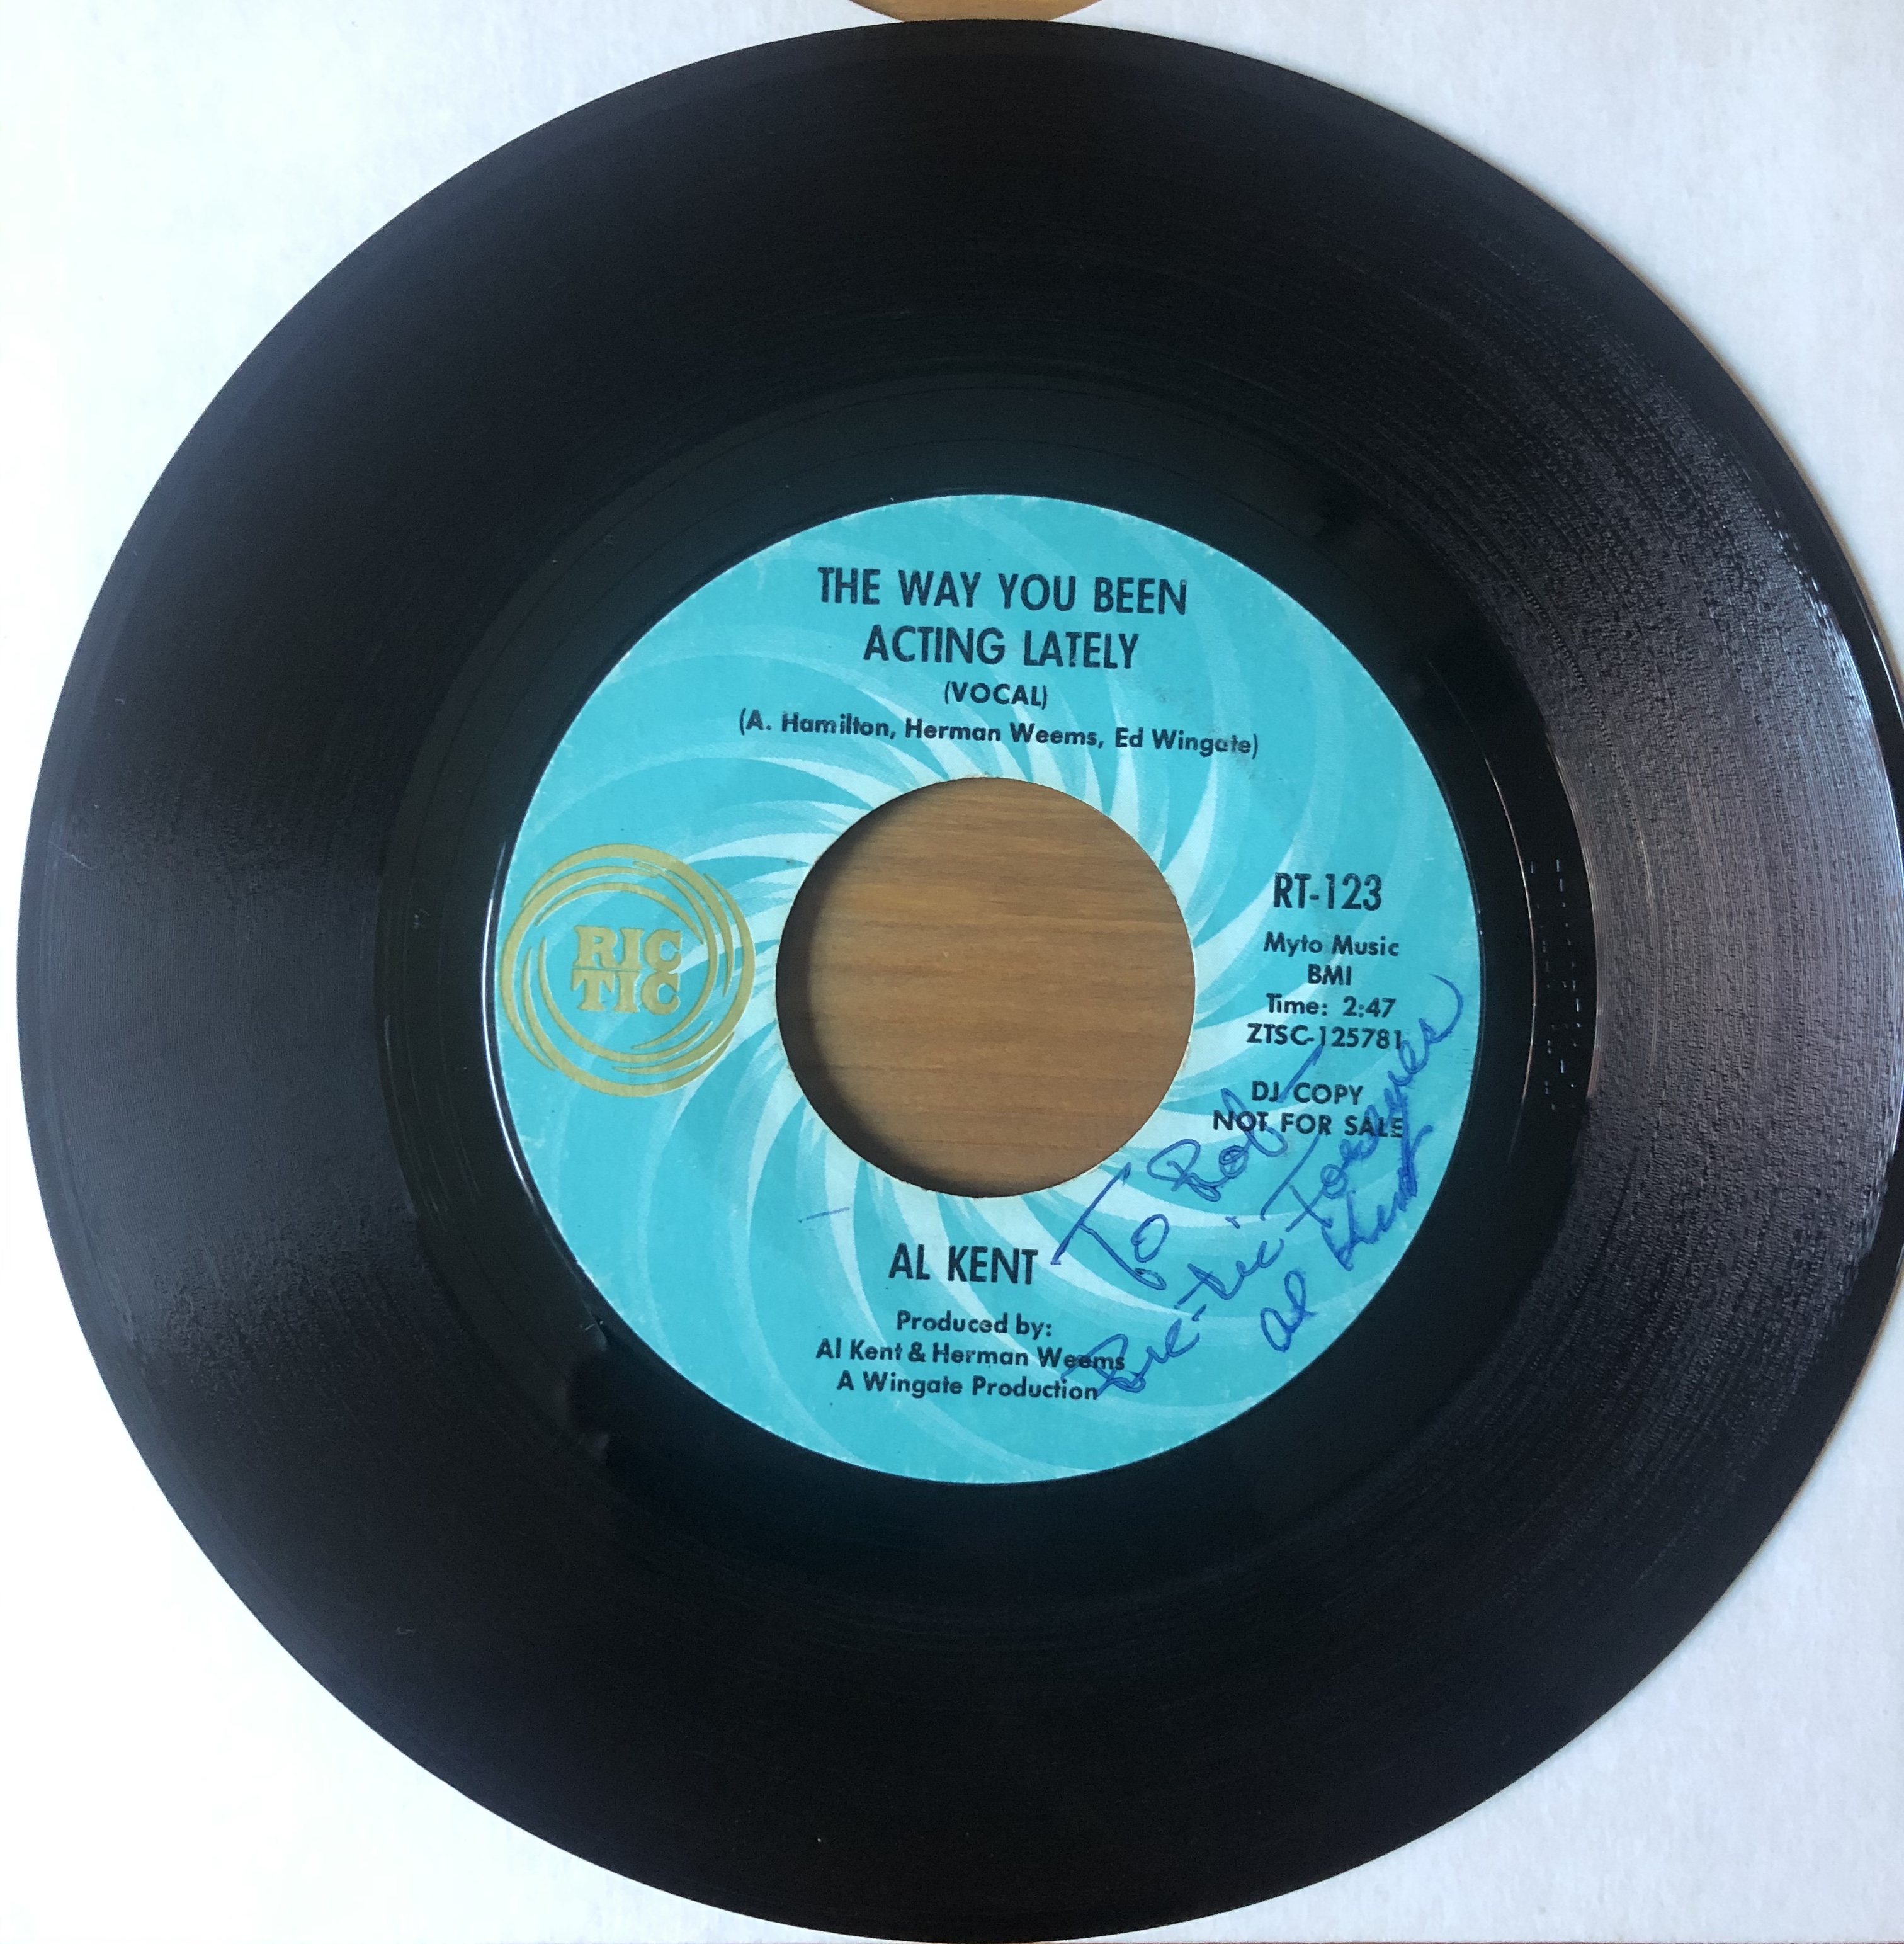 THE WAY YOU BEEN
ACTING LATELY
(VOCAL)
(A. Hamilton, Herman Weems, Ed Wingate)
RIC
TIC
RT-123
Myto Music
BMI
Time: 2:47
ZTSC-125781
DJ COPY
NOT FOR SALE
To Rob
Ric-tic-Forever
Al Kent
AL KENT
Produced by:
Al Kent & Herman Weems
A Wingate Production